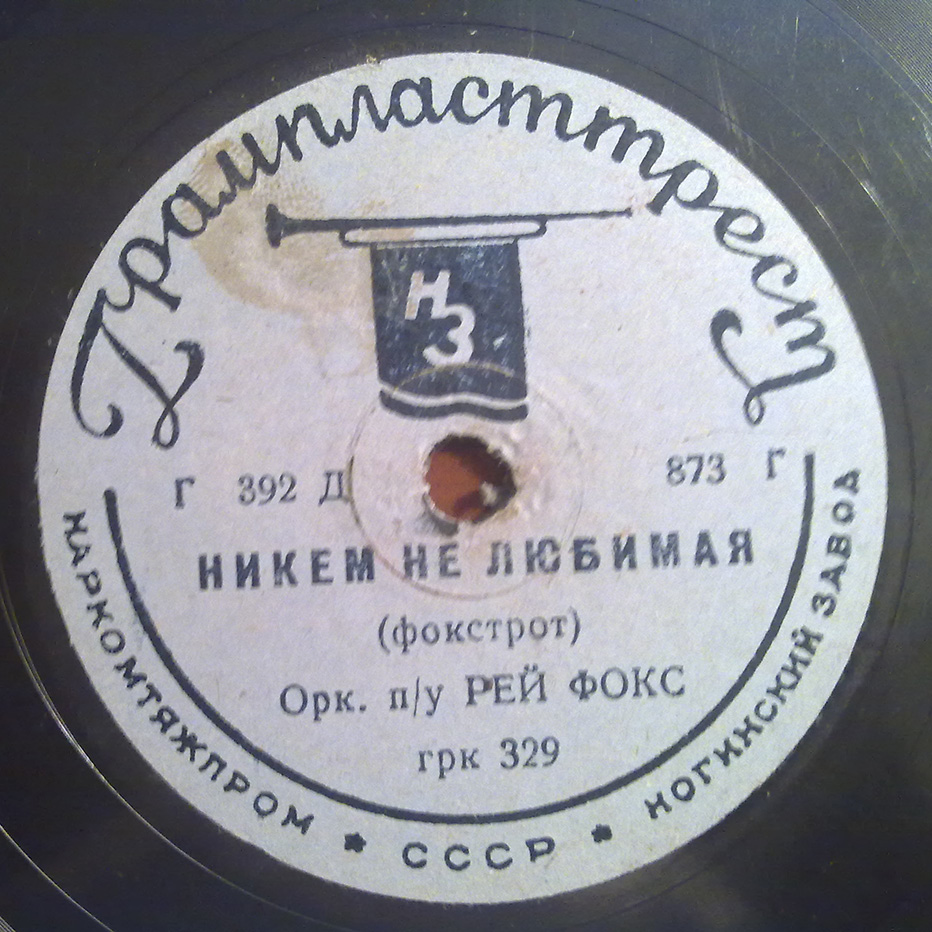 Грампласттрест
НЗ
Г 392 Д 873 Г
НИКЕМ НЕ ЛЮБИМАЯ
(фокстрот)
Орк. п/у РЕЙ ФОКС
грк 329
НАРКОМТЯЖПРОМ * СССР * НОГИНСКИЙ ЗАВОД